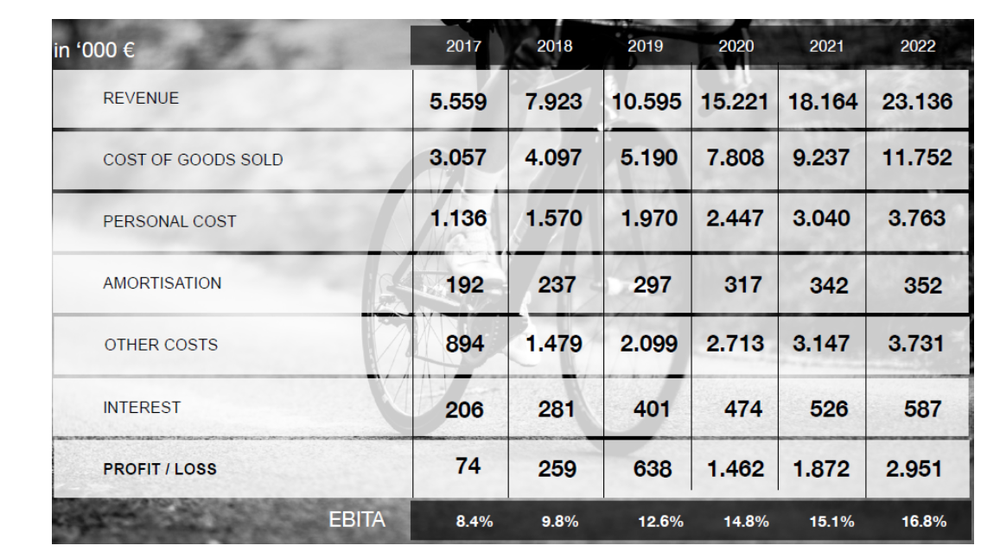 in ‘000 € 2017 2018 2019 2020 2021 2022
REVENUE 5.559 7.923 10.595 15.221 18.164 23.136
COST OF GOODS SOLD 3.057 4.097 5.190 7.808 9.237 11.752
PERSONAL COST 1.136 1.570 1.970 2.447 3.040 3.763
AMORTISATION 192 237 297 317 342 352
OTHER COSTS 894 1.479 2.099 2.713 3.147 3.731
INTEREST 206 281 401 474 526 587
PROFIT / LOSS 74 259 638 1.462 1.872 2.951
EBITA 8.4% 9.8% 12.6% 14.8% 15.1% 16.8%